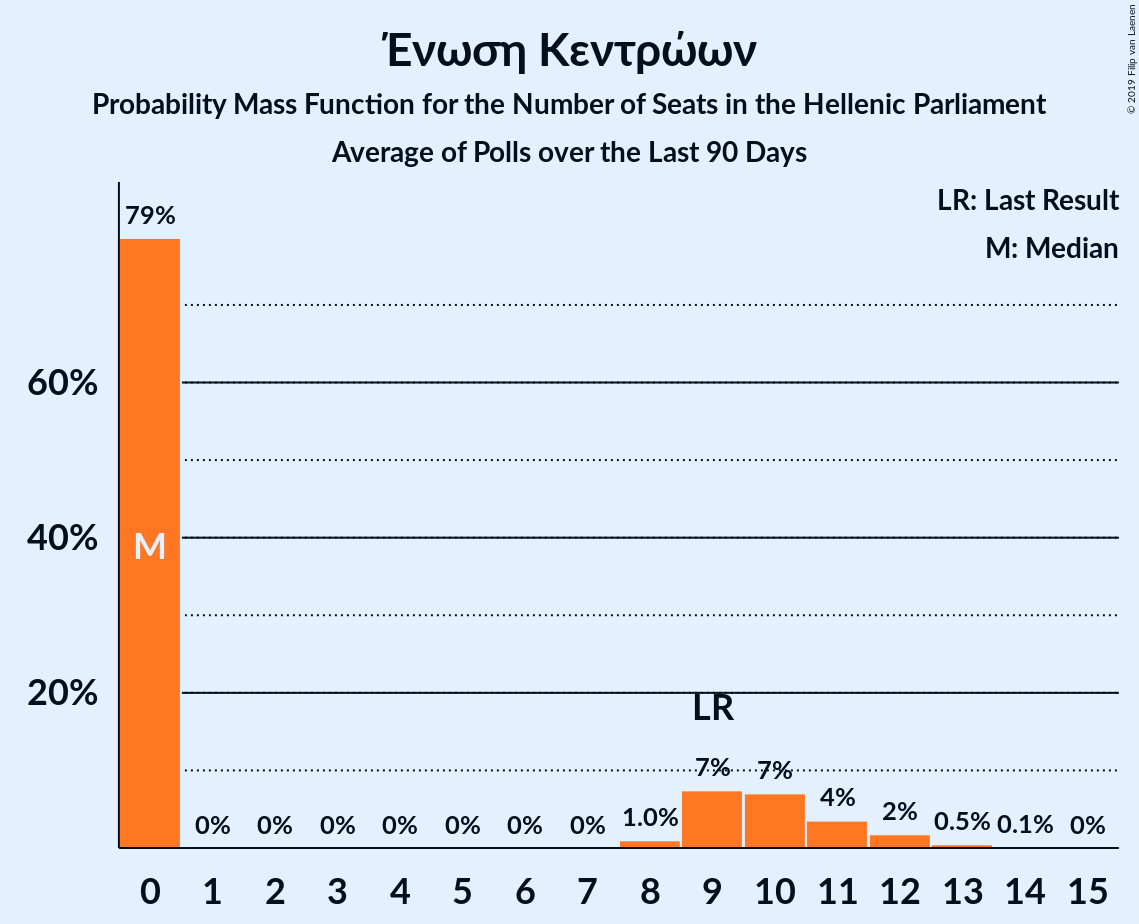 Ένωση Κεντρώων
Probability Mass Function for the Number of Seats in the Hellenic Parliament
Average of Polls over the Last 90 Days
© 2019 Filip van Laenen
LR: Last Result
M: Median
79%
60%
40%
20%
M
LR
0% 0% 0% 0% 0% 0% 0% 1.0% 7% 7% 4% 2% 0.5% 0.1% 0%
0 1 2 3 4 5 6 7 8 9 10 11 12 13 14 15